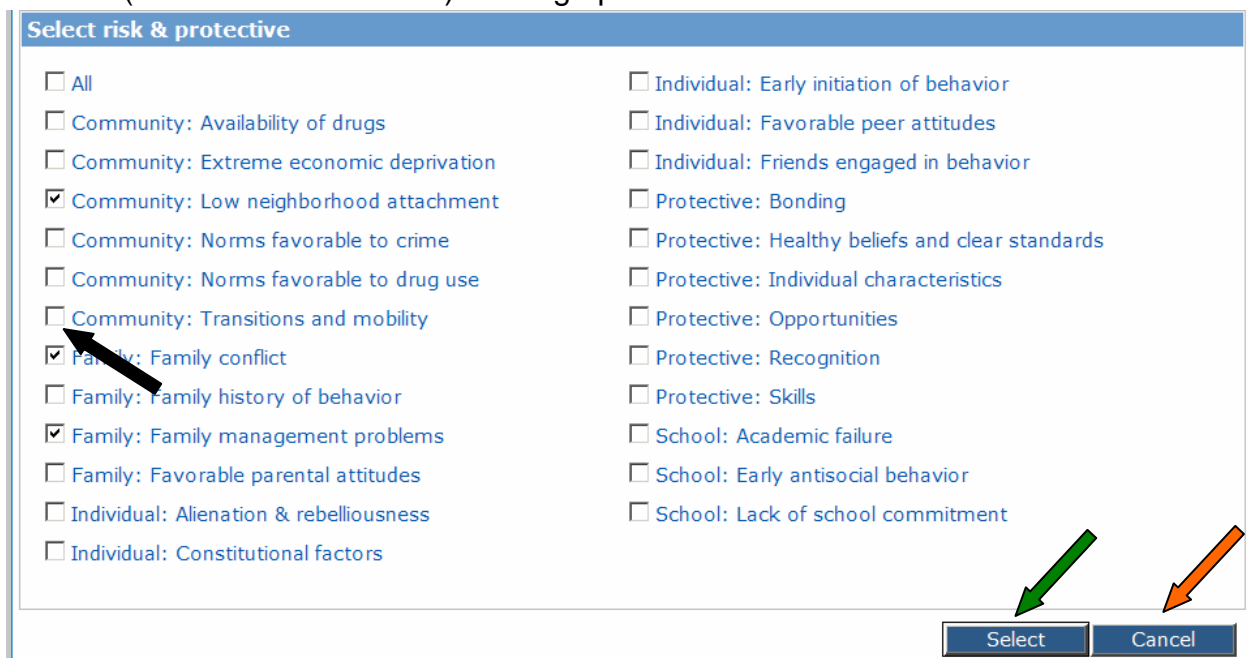 Select risk & protective
All
Community: Availability of drugs
Community: Extreme economic deprivation
Community: Low neighborhood attachment
Community: Norms favorable to crime
Community: Norms favorable to drug use
Community: Transitions and mobility
Family: Family conflict
Family: Family history of behavior
Family: Family management problems
Family: Favorable parental attitudes
Individual: Alienation & rebelliousness
Individual: Constitutional factors
Individual: Early initiation of behavior
Individual: Favorable peer attitudes
Individual: Friends engaged in behavior
Protective: Bonding
Protective: Healthy beliefs and clear standards
Protective: Individual characteristics
Protective: Opportunities
Protective: Recognition
Protective: Skills
School: Academic failure
School: Early antisocial behavior
School: Lack of school commitment
Select
Cancel